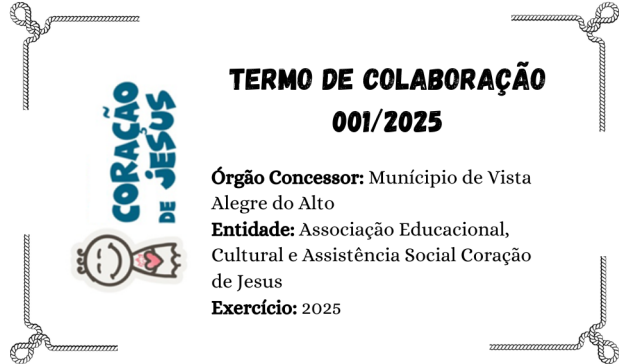 CORAÇÃO
DE JESUS
TERMO DE COLABORAÇÃO
001/2025
Órgão Concessor: Munícipio de Vista
Alegre do Alto
Entidade: Associação Educacional,
Cultural e Assistência Social Coração
de Jesus
Exercício: 2025